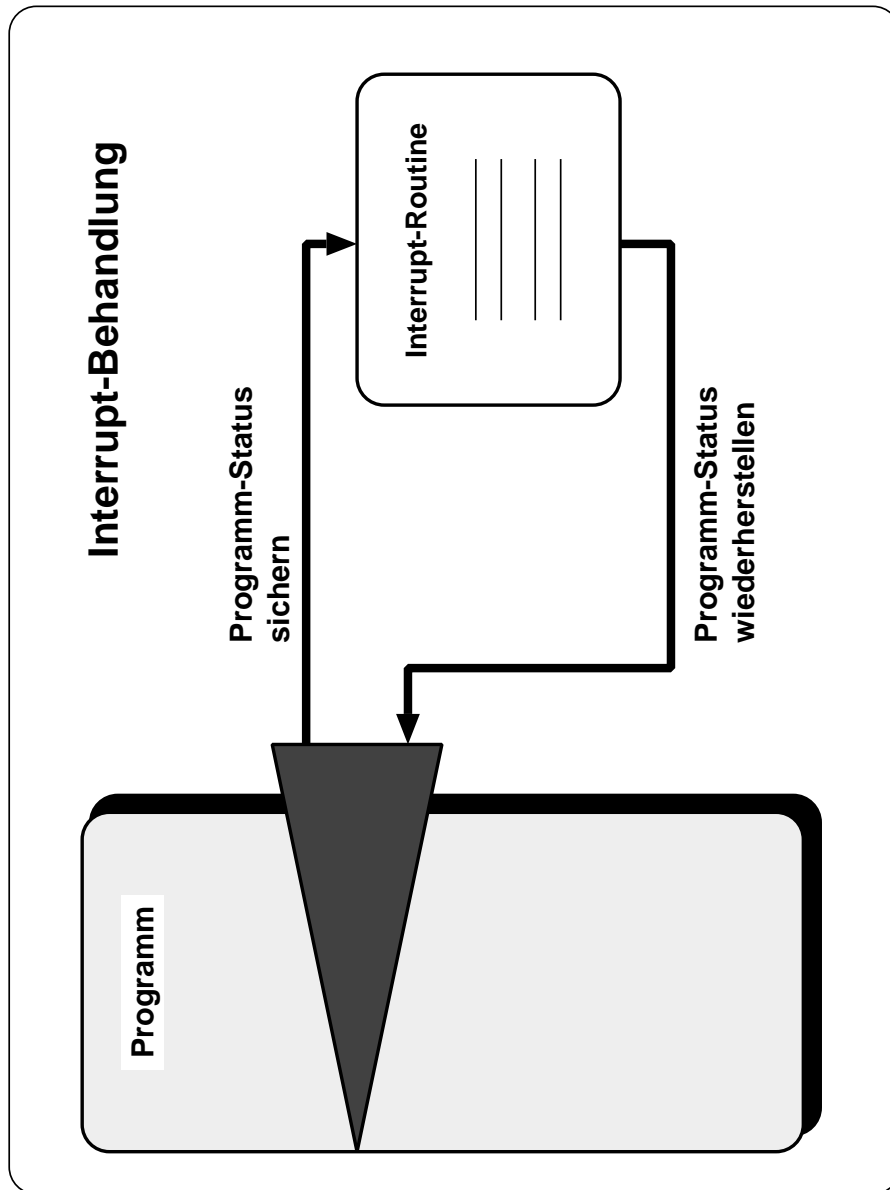 Interrupt-Behandlung
Programm
Programm-Status
sichern
Interrupt-Routine
Programm-Status
wiederherstellen